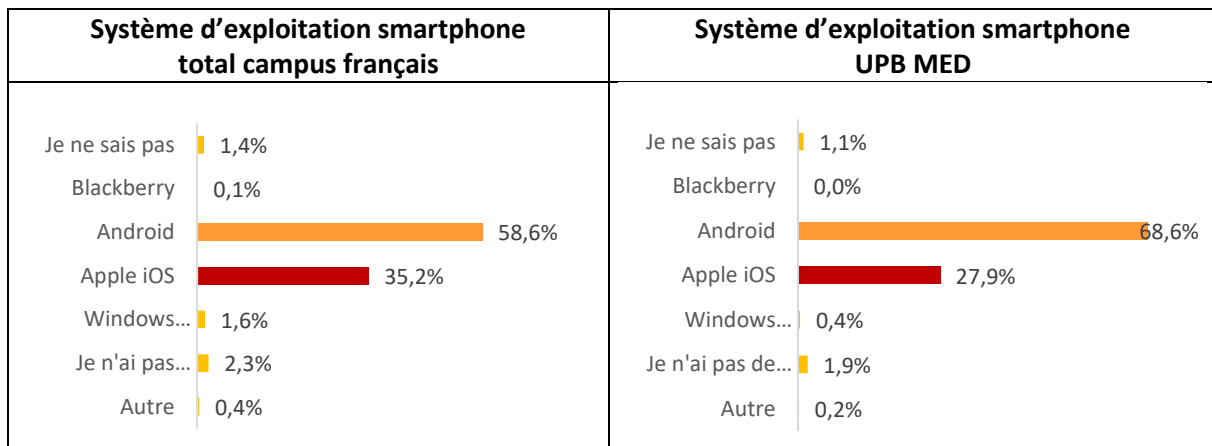 Système d'exploitation smartphone
total campus français
Système d'exploitation smartphone
UPB MED
Je ne sais pas 1,4%
Blackberry 0,1%
Android 58,6%
Apple iOS 35,2%
Windows... 1,6%
Je n'ai pas... 2,3%
Autre 0,4%
Je ne sais pas 1,1%
Blackberry 0,0%
Android 68,6%
Apple iOS 27,9%
Windows... 0,4%
Je n'ai pas de... 1,9%
Autre 0,2%